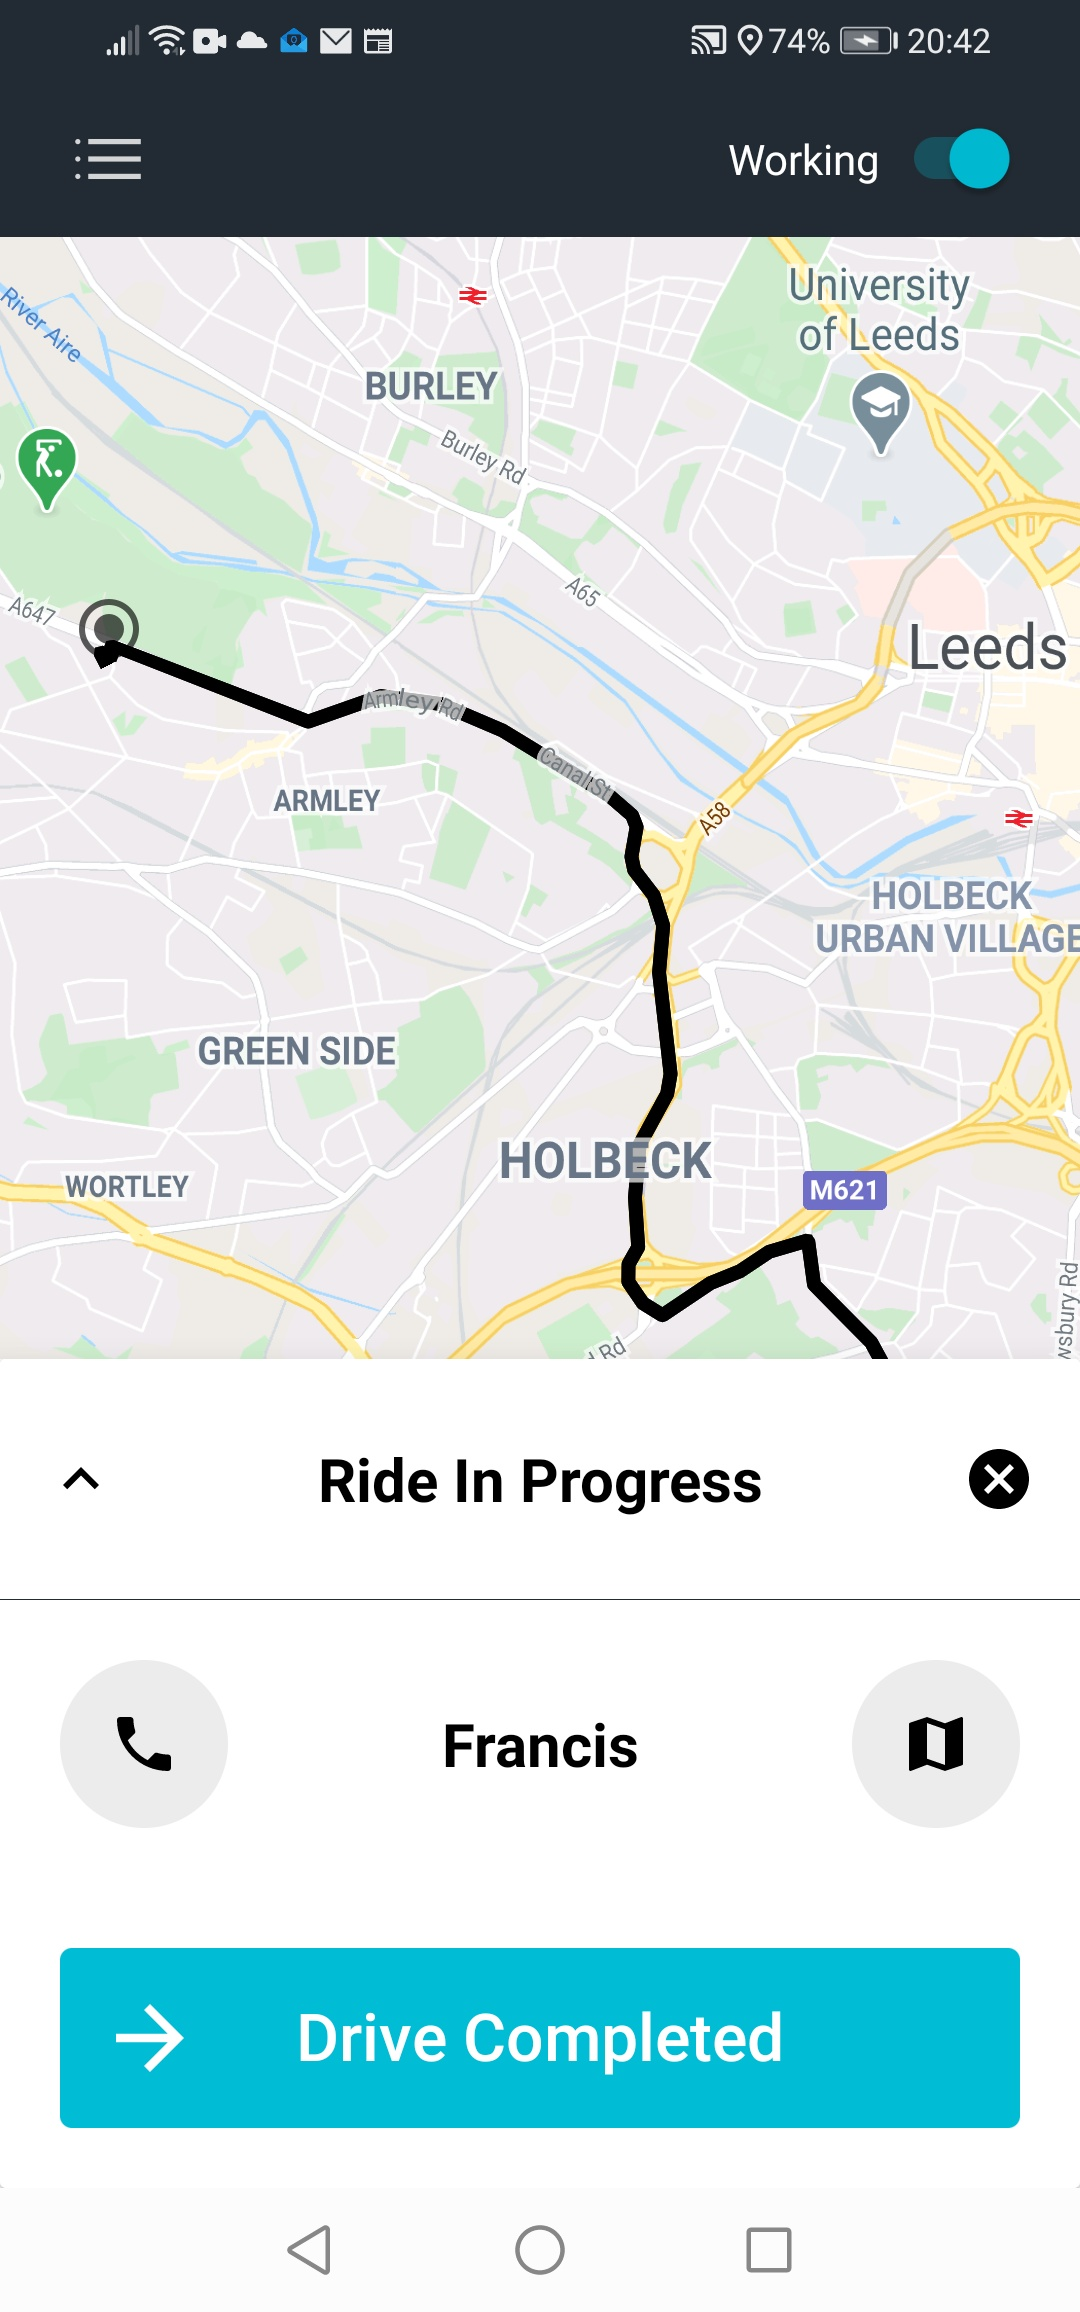 74% 20:42
Working
University
of Leeds
River Aire
BURLEY
Burley Rd
A65
A647
Leeds
Armley Rd
Canal St
ARMLEY
A58
HOLBECK
URBAN VILLAGE
GREEN SIDE
HOLBECK
WORTLEY
M621
wsbury Rd
d Rd
Ride In Progress
Francis
Drive Completed